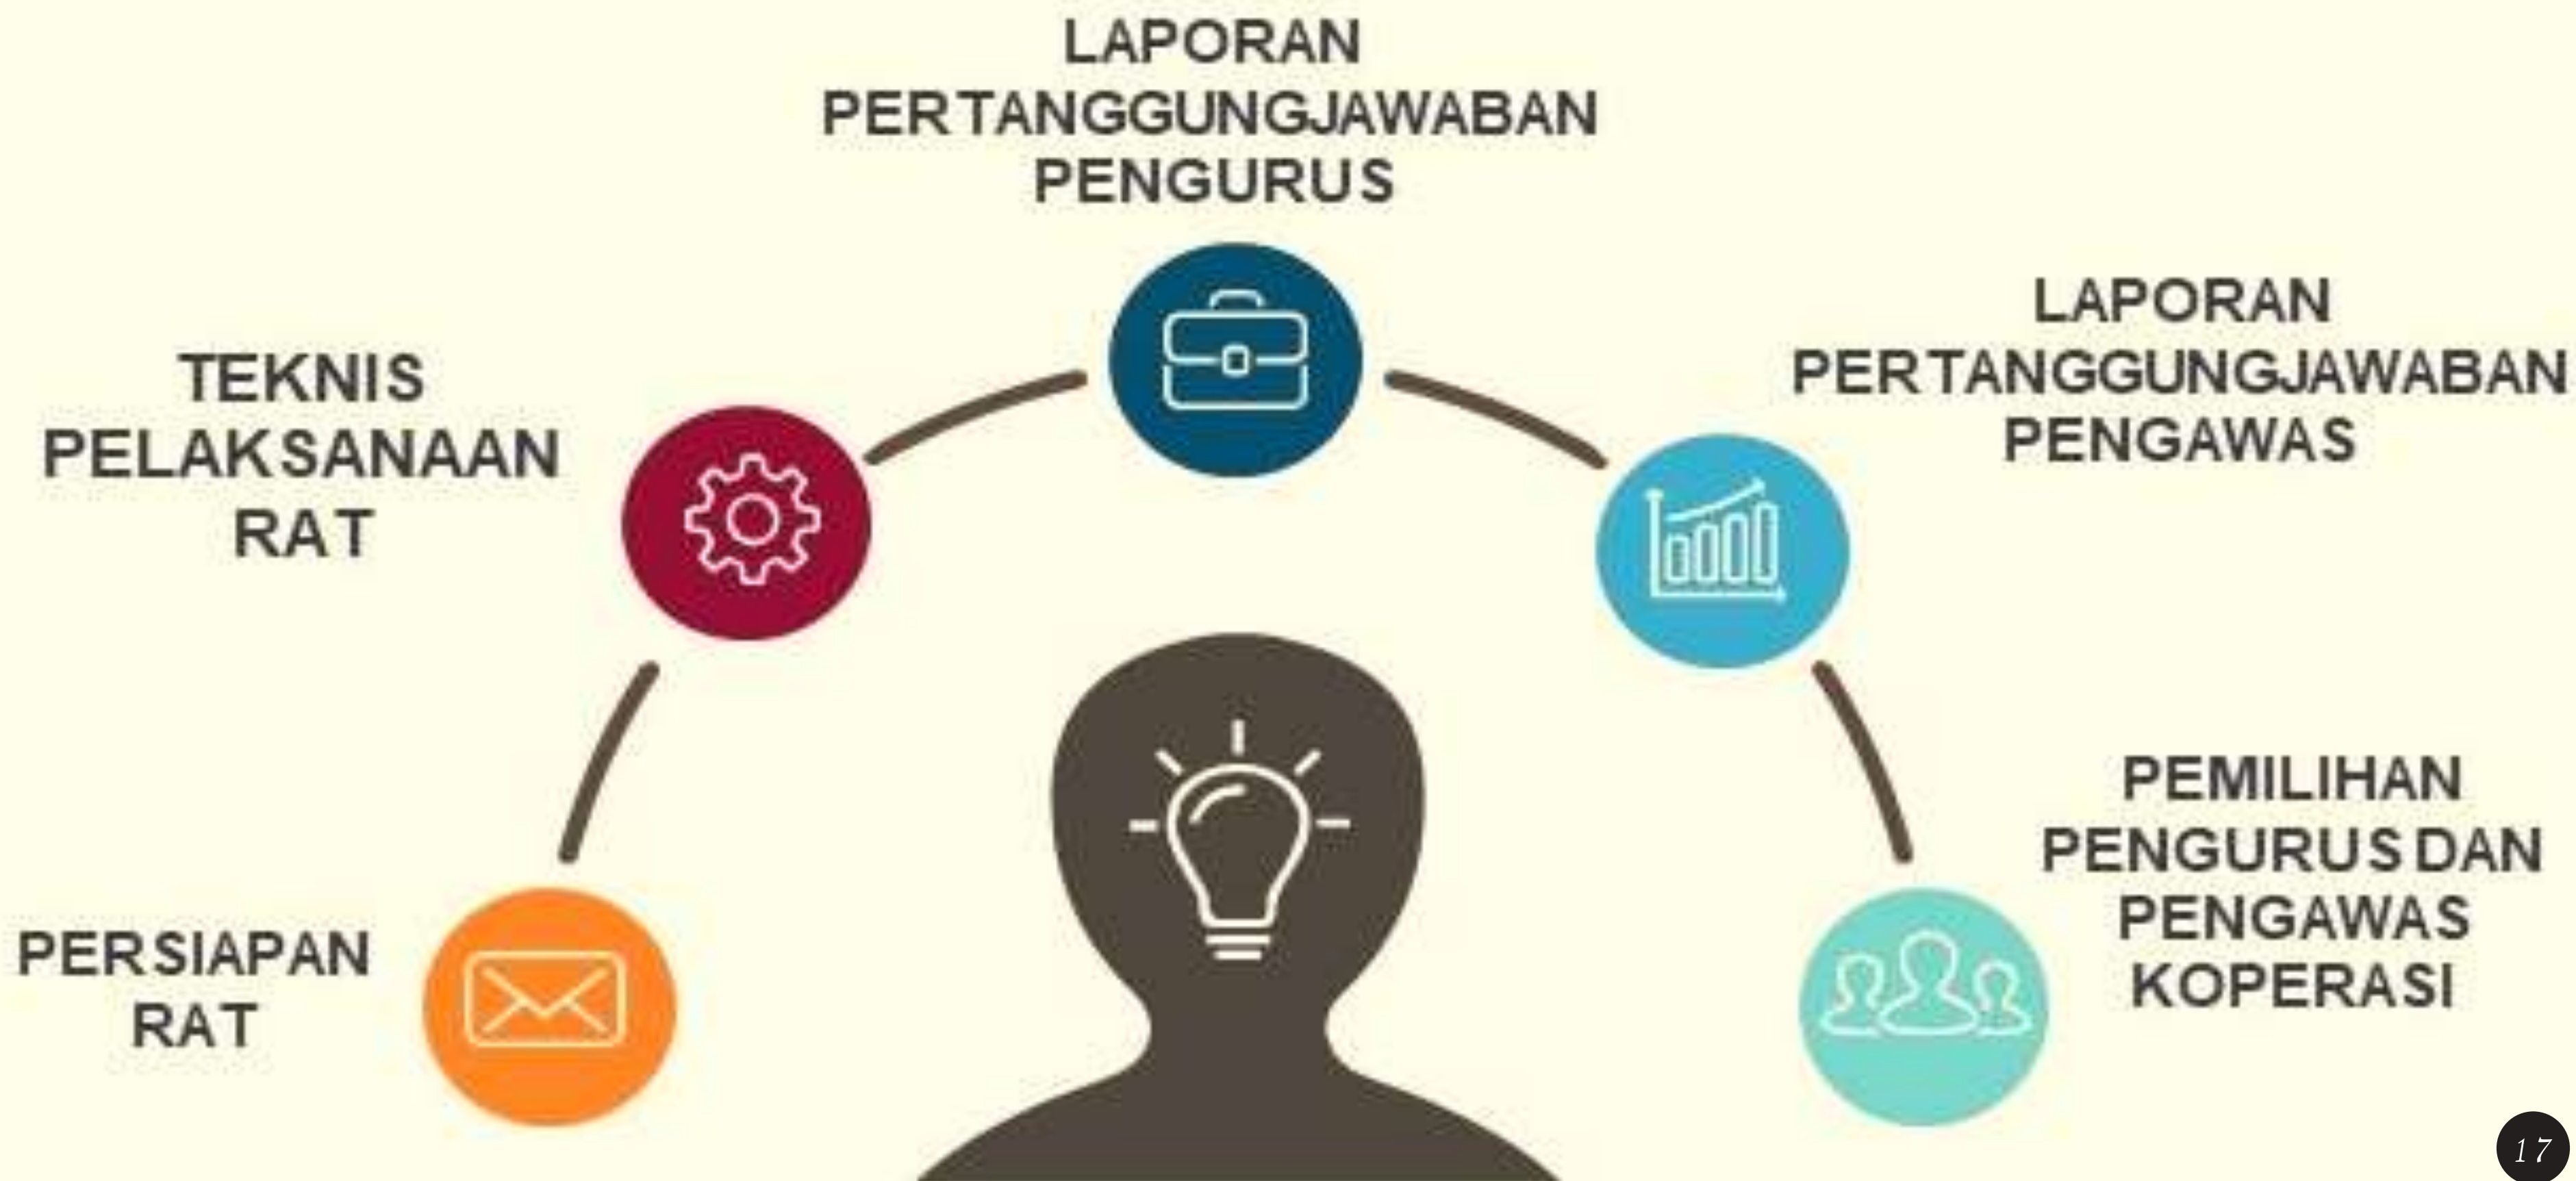 PERSIAPAN
RAT
TEKNIS
PELAKSANAAN
RAT
LAPORAN
PERTANGGUNGJAWABAN
PENGURUS
LAPORAN
PERTANGGUNGJAWABAN
PENGAWAS
PEMILIHAN
PENGURUS DAN
PENGAWAS
KOPERASI
17